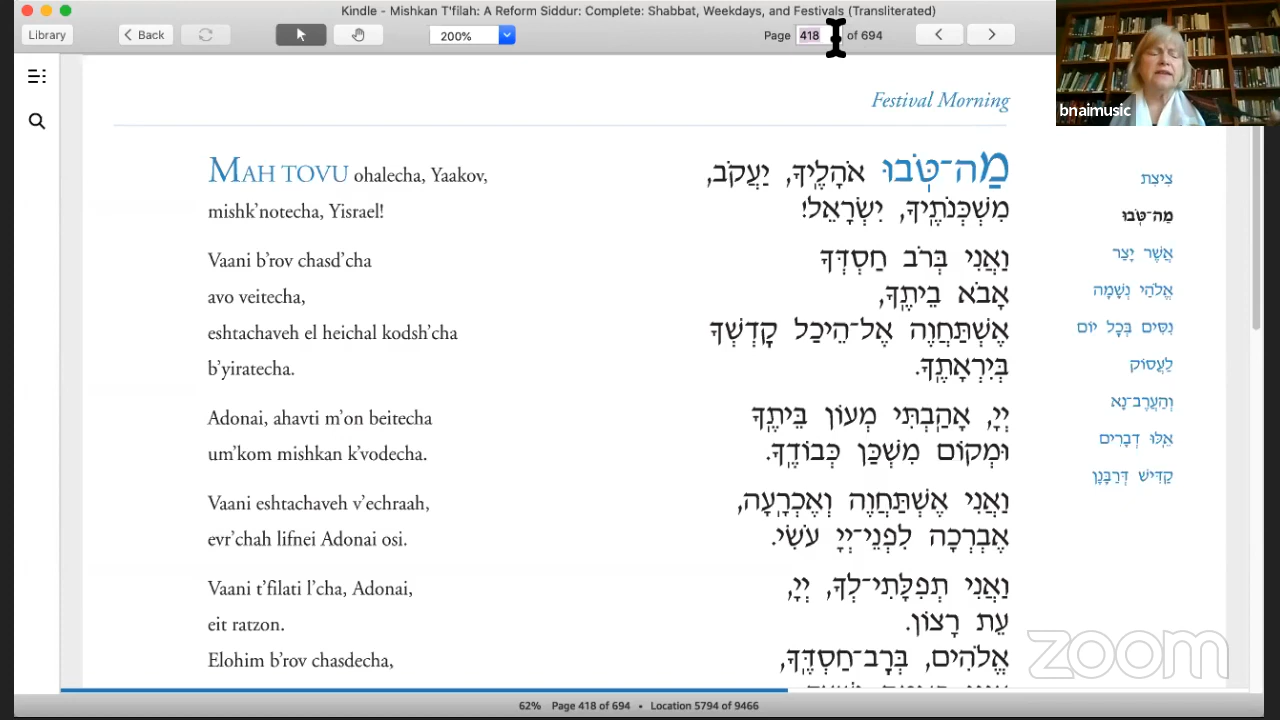 Kindle - Mishkan T'filah: A Reform Siddur: Complete: Shabbat, Weekdays, and Festivals (Transliterated)
Library
Back
200%
Page 418 of 694
bnaimusic
Festival Morning
MAH TOVU ohalecha, Yaakov,
mishk'notecha, Yisrael!
Vaani b'rov chasd'cha
avo veitecha,
eshtachaveh el heichal kodsh'cha
b'yiratecha.
Adonai, ahavti m'on beitecha
um'kom mishkan k'vodecha.
Vaani eshtachaveh v'echraah,
evr'chah lifnei Adonai osi.
Vaani t'filati l'cha, Adonai,
eit ratzon.
Elohim b'rov chasdecha,
מַה־טֹּֽבוּ אֹהָלֶֽיךָ, יַעֲקֹב,
מִשְׁכְּנֹתֶֽיךָ, יִשְׂרָאֵל!
וַאֲנִי בְּרֹב חַסְדְּךָ
אָבֹא בֵיתֶֽךָ,
אֶשְׁתַּחֲוֶה אֶל־הֵיכַל קָדְשְׁךָ
בְּיִרְאָתֶֽךָ.
יְיָ, אָהַֽבְתִּי מְעוֹן בֵּיתֶֽךָ
וּמְקוֹם מִשְׁכַּן כְּבוֹדֶֽךָ.
וַאֲנִי אֶשְׁתַּחֲוֶה וְאֶכְרָֽעָה,
אֶבְרְכָה לִפְנֵי־יְיָ עֹשִׂי.
וַאֲנִי תְפִלָּתִי־לְךָ, יְיָ,
עֵת רָצוֹן.
אֱלֹהִים, בְּרָב־חַסְדֶּֽךָ,
צִיצִת
מַה־טֹּֽבוּ
אֲשֶׁר יָצַר
אֱלֹהַי נְשָׁמָה
נִסִּים בְּכָל יוֹם
לַעֲסוֹק
וְהַעֲרֶב־נָא
אֵֽלּוּ דְבָרִים
קַדִּישׁ דְּרַבָּנָן
zoom
62% Page 418 of 694 • Location 5794 of 9466